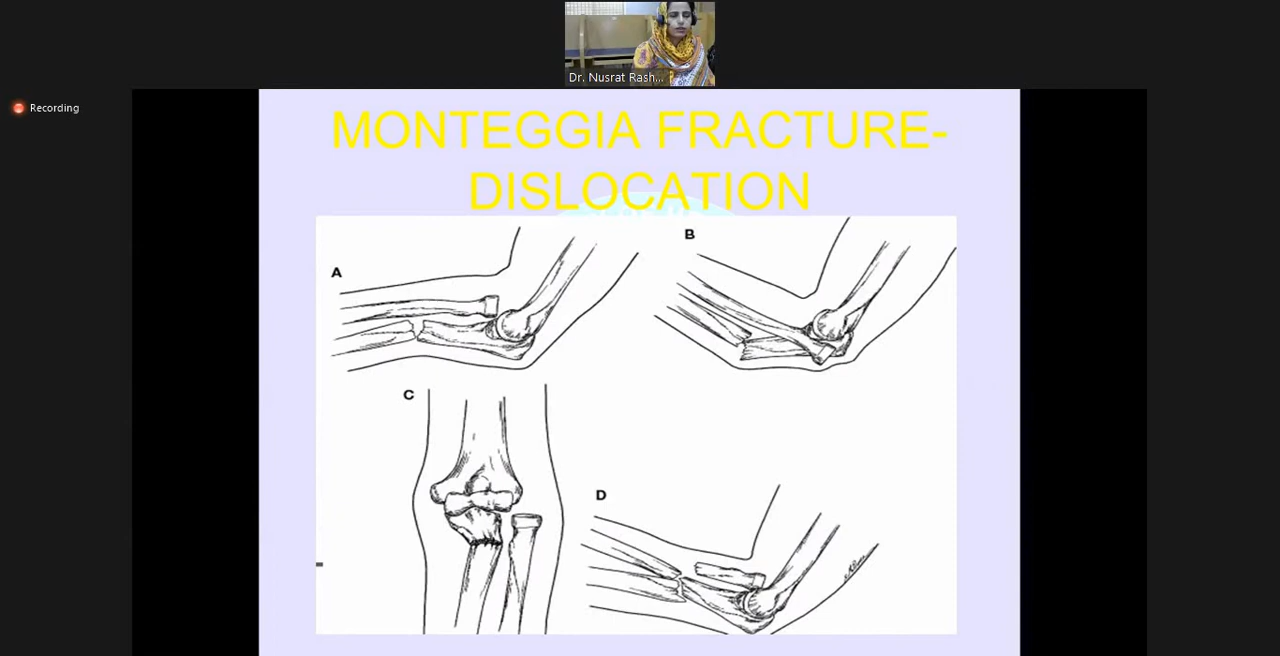 Dr. Nusrat Rash...
Recording
MONTEGGIA FRACTURE-
DISLOCATION
A
B
C
D